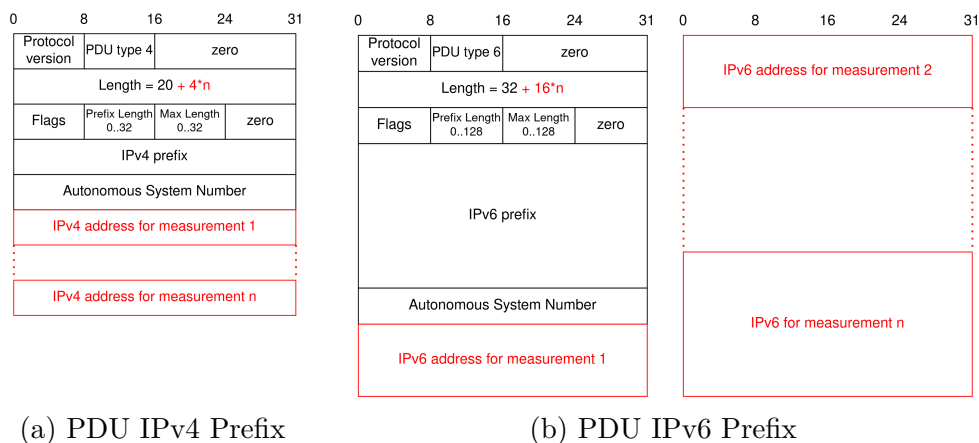 0 8 16 24 31
Protocol
version
PDU type 4
zero
Length = 20 + 4*n
Flags
Prefix Length
0..32
Max Length
0..32
zero
IPv4 prefix
Autonomous System Number
IPv4 address for measurement 1
IPv4 address for measurement n
(a) PDU IPv4 Prefix
0 8 16 24 31
Protocol
version
PDU type 6
zero
Length = 32 + 16*n
Flags
Prefix Length
0..128
Max Length
0..128
zero
IPv6 prefix
Autonomous System Number
IPv6 address for measurement 1
0 8 16 24 31
IPv6 address for measurement 2
IPv6 for measurement n
(b) PDU IPv6 Prefix